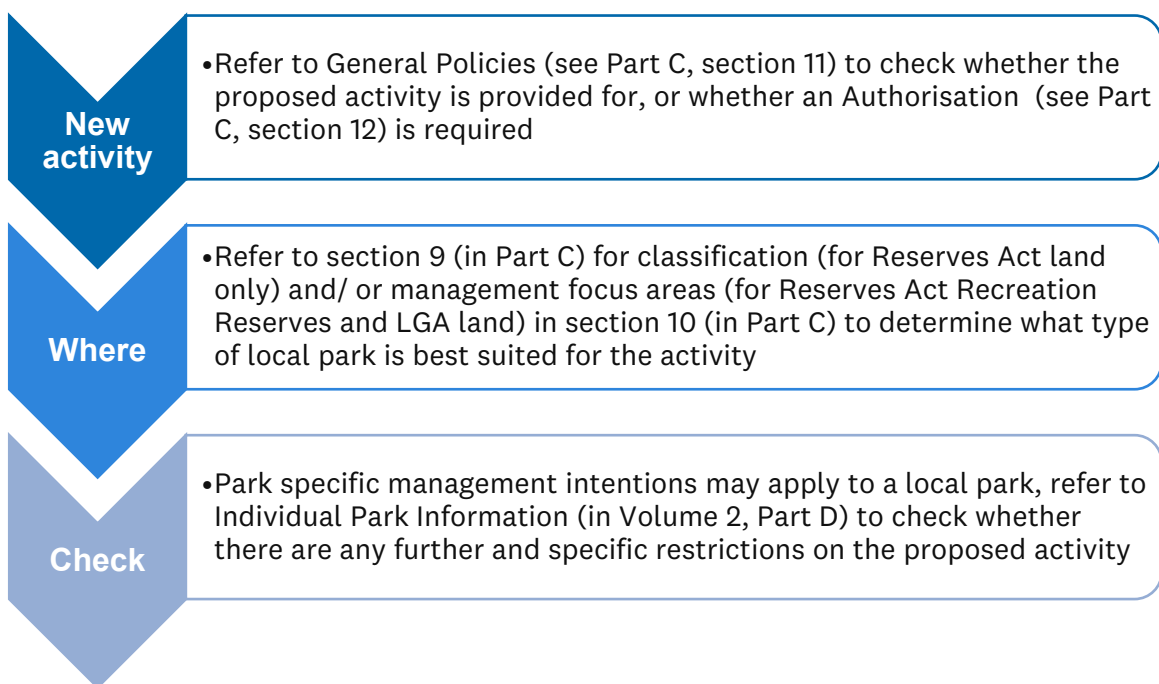 New
activity
•Refer to General Policies (see Part C, section 11) to check whether the
proposed activity is provided for, or whether an Authorisation (see Part
C, section 12) is required
Where
•Refer to section 9 (in Part C) for classification (for Reserves Act land
only) and/ or management focus areas (for Reserves Act Recreation
Reserves and LGA land) in section 10 (in Part C) to determine what type
of local park is best suited for the activity
Check
•Park specific management intentions may apply to a local park, refer to
Individual Park Information (in Volume 2, Part D) to check whether
there are any further and specific restrictions on the proposed activity